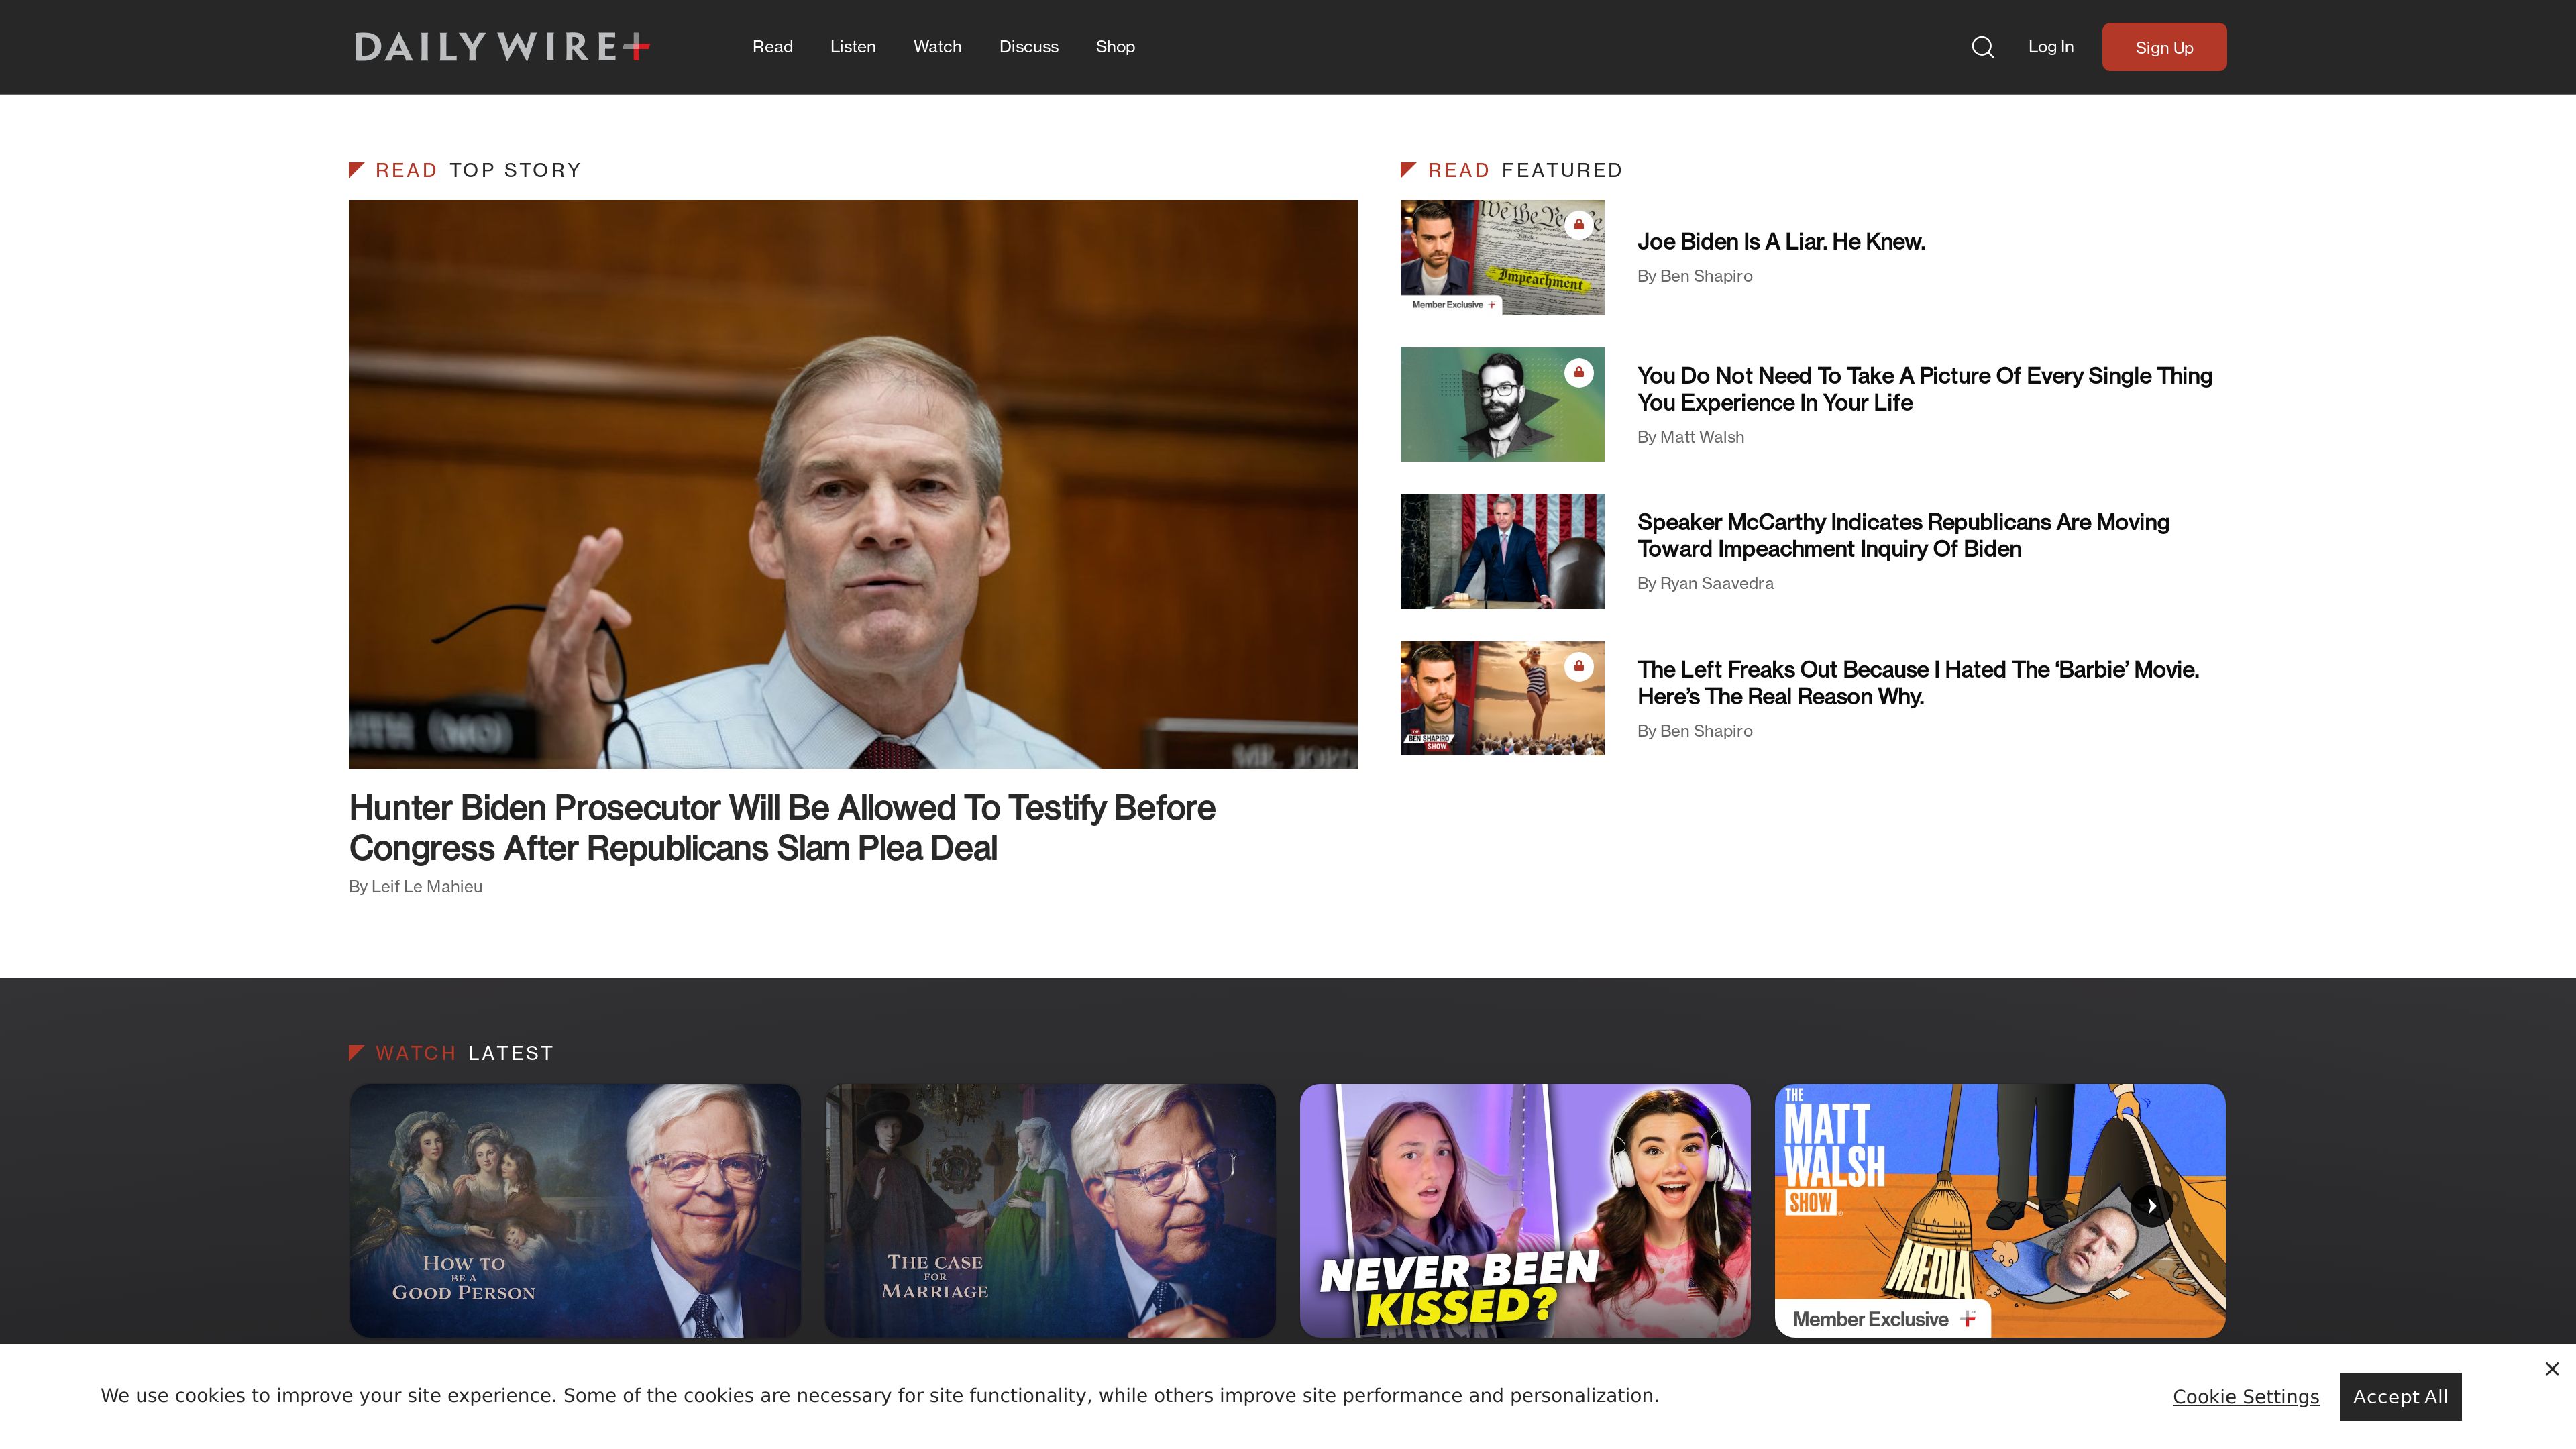 DAILY WIRE+
Read
Listen
Watch
Discuss
Shop
Log In
Sign Up
READ TOP STORY
MR. JOR
Hunter Biden Prosecutor Will Be Allowed To Testify Before
Congress After Republicans Slam Plea Deal
By Leif Le Mahieu
READ FEATURED
We the Pe
Impeachment
Member Exclusive +
Joe Biden Is A Liar. He Knew.
By Ben Shapiro
You Do Not Need To Take A Picture Of Every Single Thing
You Experience In Your Life
By Matt Walsh
Speaker McCarthy Indicates Republicans Are Moving
Toward Impeachment Inquiry Of Biden
By Ryan Saavedra
THE
BEN SHAPIRO
SHOW
The Left Freaks Out Because I Hated The ‘Barbie’ Movie.
Here’s The Real Reason Why.
By Ben Shapiro
WATCH LATEST
HOW TO
BE A
GOOD PERSON
THE CASE
FOR
MARRIAGE
NEVER BEEN
KISSED?
THE
MATT
WALSH
SHOW
MEDIA
Member Exclusive +
We use cookies to improve your site experience. Some of the cookies are necessary for site functionality, while others improve site performance and personalization.
Cookie Settings
Accept All